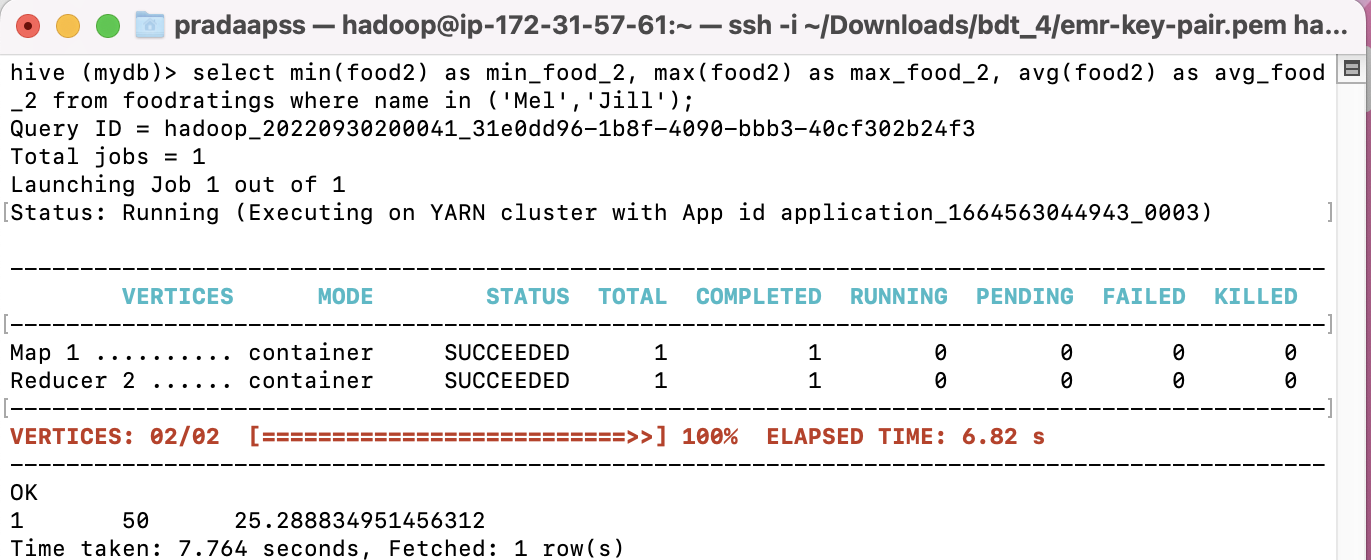 pradaapss — hadoop@ip-172-31-57-61:~ — ssh -i ~/Downloads/bdt_4/emr-key-pair.pem ha...
hive (mydb)> select min(food2) as min_food_2, max(food2) as max_food_2, avg(food2) as avg_food
_2 from foodratings where name in ('Mel','Jill');
Query ID = hadoop_20220930200041_31e0dd96-1b8f-4090-bbb3-40cf302b24f3
Total jobs = 1
Launching Job 1 out of 1
[Status: Running (Executing on YARN cluster with App id application_1664563044943_0003) ]
----------------------------------------------------------------------------------------------
        VERTICES      MODE        STATUS  TOTAL  COMPLETED  RUNNING  PENDING  FAILED  KILLED
[----------------------------------------------------------------------------------------------]
Map 1 .......... container     SUCCEEDED      1          1        0        0       0       0
Reducer 2 ...... container     SUCCEEDED      1          1        0        0       0       0
[----------------------------------------------------------------------------------------------]
VERTICES: 02/02  [==========================>>] 100%  ELAPSED TIME: 6.82 s
----------------------------------------------------------------------------------------------
OK
1       50      25.288834951456312
Time taken: 7.764 seconds, Fetched: 1 row(s)